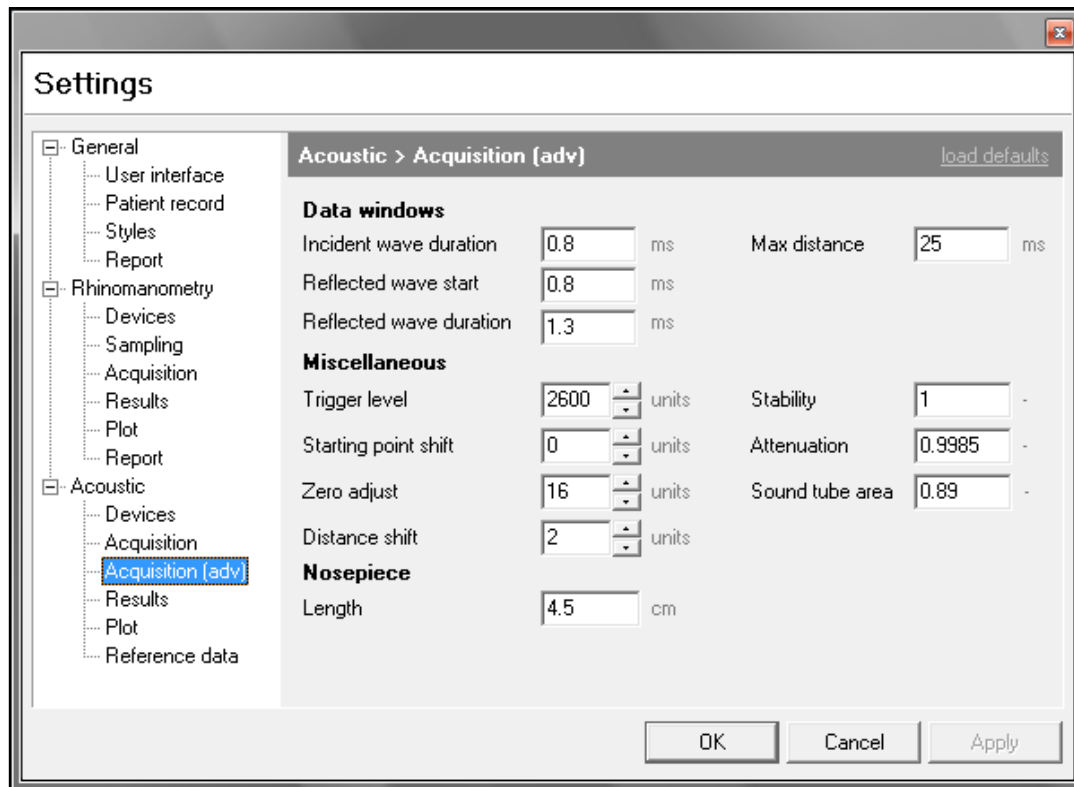 Settings
General
User interface
Patient record
Styles
Report
Rhinomanometry
Devices
Sampling
Acquisition
Results
Plot
Report
Acoustic
Devices
Acquisition
Acquisition (adv)
Results
Plot
Reference data
Acoustic > Acquisition (adv) load defaults
Data windows
Incident wave duration 0.8 ms Max distance 25 ms
Reflected wave start 0.8 ms
Reflected wave duration 1.3 ms
Miscellaneous
Trigger level 2600 units Stability 1 -
Starting point shift 0 units Attenuation 0.9985 -
Zero adjust 16 units Sound tube area 0.89 -
Distance shift 2 units
Nosepiece
Length 4.5 cm
OK Cancel Apply